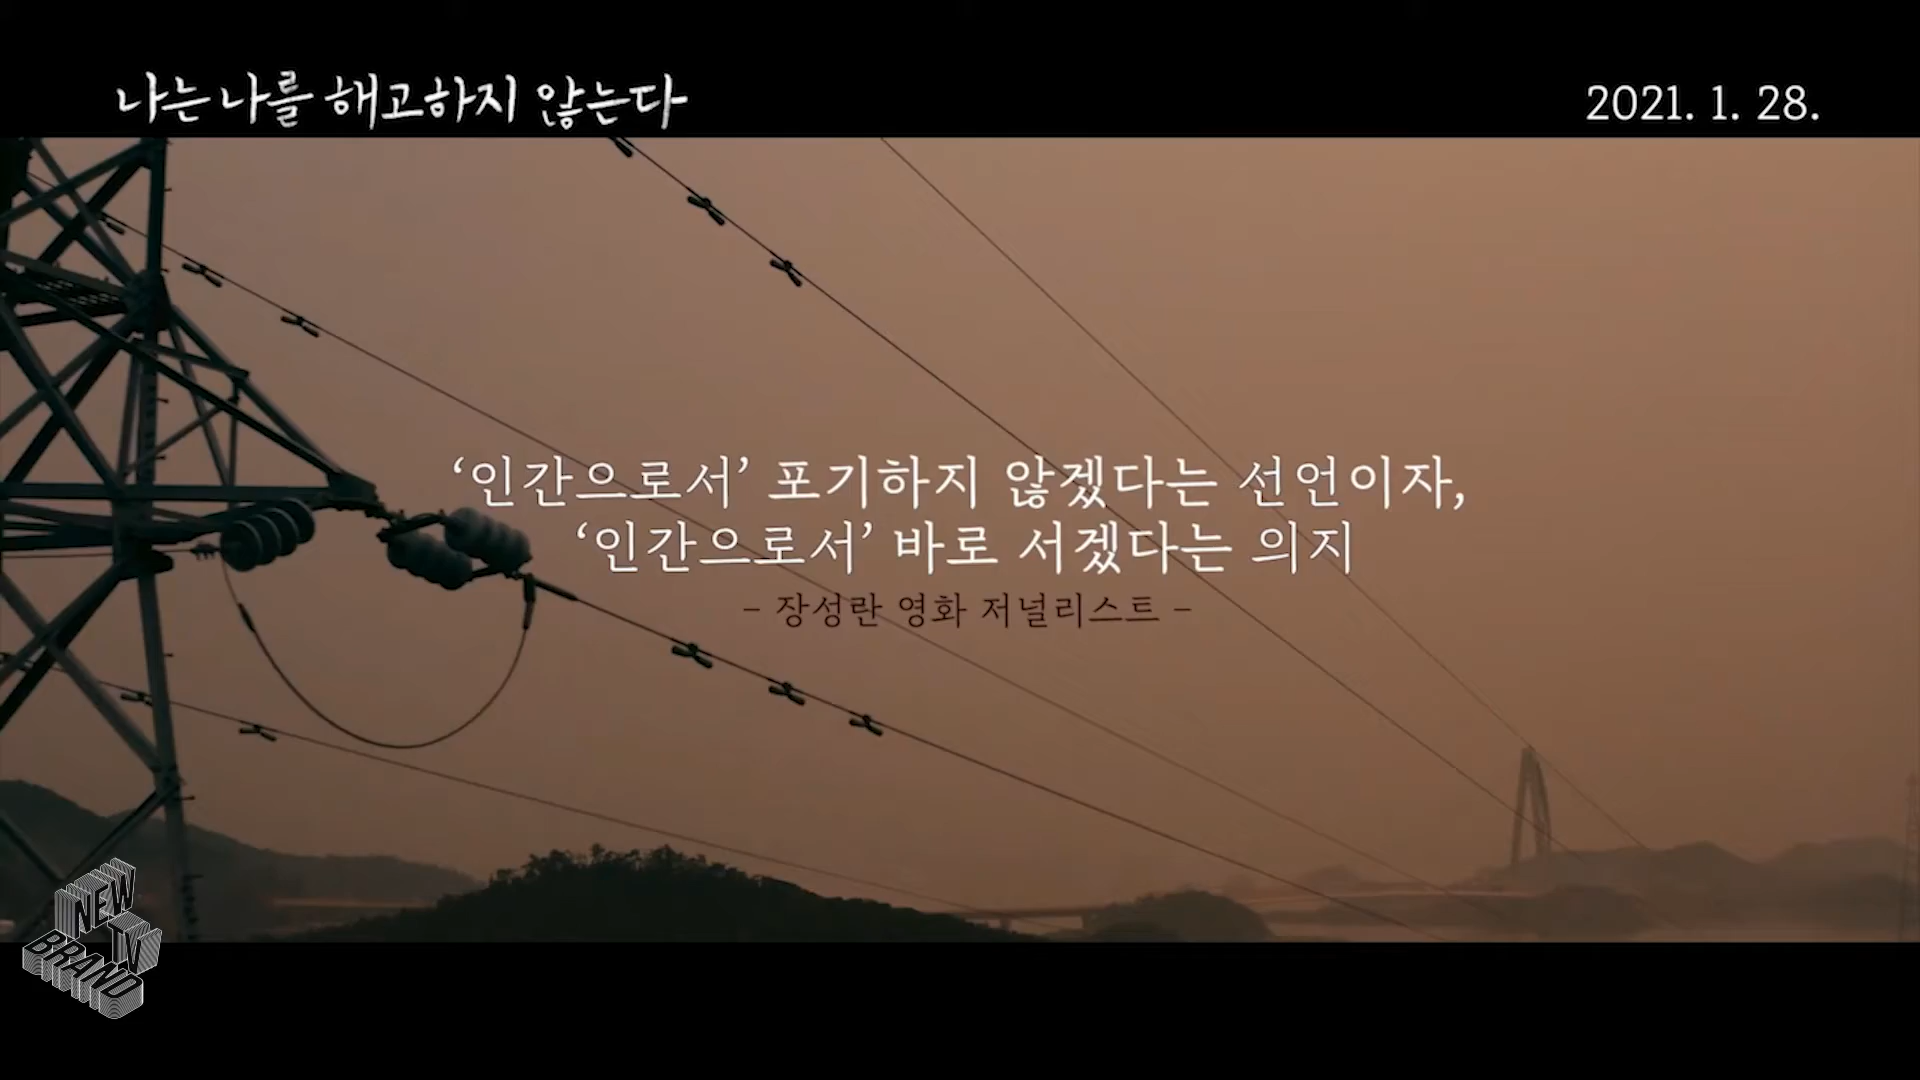 나는 나를 해고하지 않는다
2021. 1. 28.
‘인간으로서’ 포기하지 않겠다는 선언이자,
‘인간으로서’ 바로 서겠다는 의지
– 장성란 영화 저널리스트 –
NEW
TV
BRAND